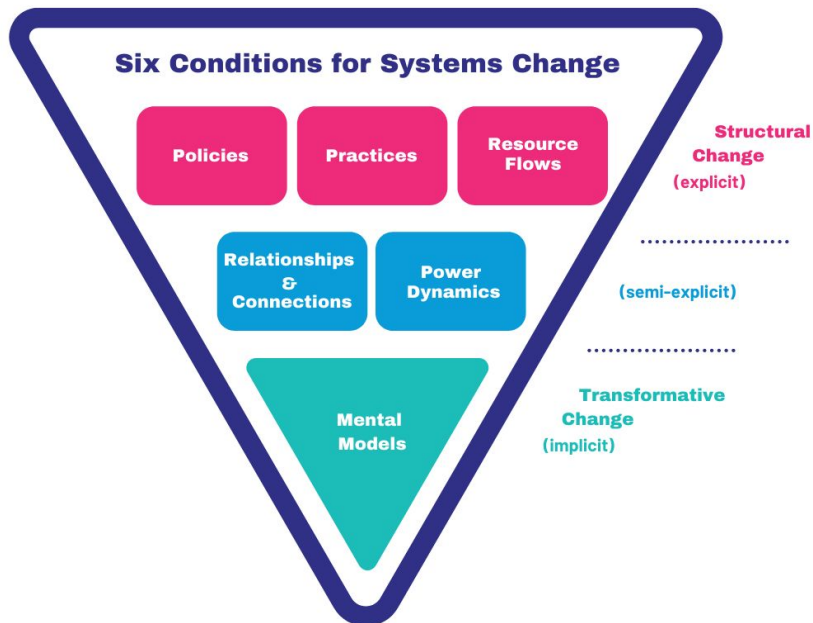 Six Conditions for Systems Change
Policies
Practices
Resource
Flows
Structural
Change
(explicit)
Relationships
&
Connections
Power
Dynamics
(semi-explicit)
Mental
Models
Transformative
Change
(implicit)